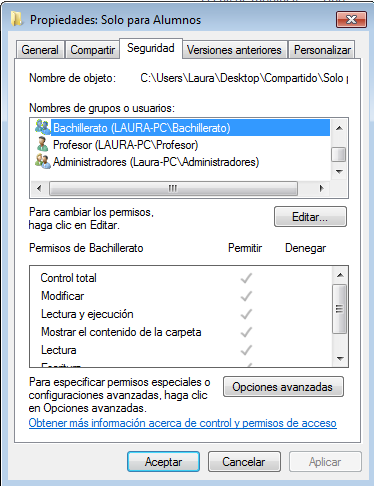 Propiedades: Solo para Alumnos
General
Compartir
Seguridad
Versiones anteriores
Personalizar
Nombre de objeto: C:\Users\Laura\Desktop\Compartido\Solo p
Nombres de grupos o usuarios:
Bachillerato (LAURA-PC\Bachillerato)
Profesor (LAURA-PC\Profesor)
Administradores (Laura-PC\Administradores)
Para cambiar los permisos,
haga clic en Editar.
Editar...
Permisos de Bachillerato Permitir Denegar
Control total
Modificar
Lectura y ejecución
Mostrar el contenido de la carpeta
Lectura
Escritura
Para especificar permisos especiales o
configuraciones avanzadas, haga clic
en Opciones avanzadas.
Opciones avanzadas
Obtener más información acerca de control y permisos de acceso
Aceptar
Cancelar
Aplicar